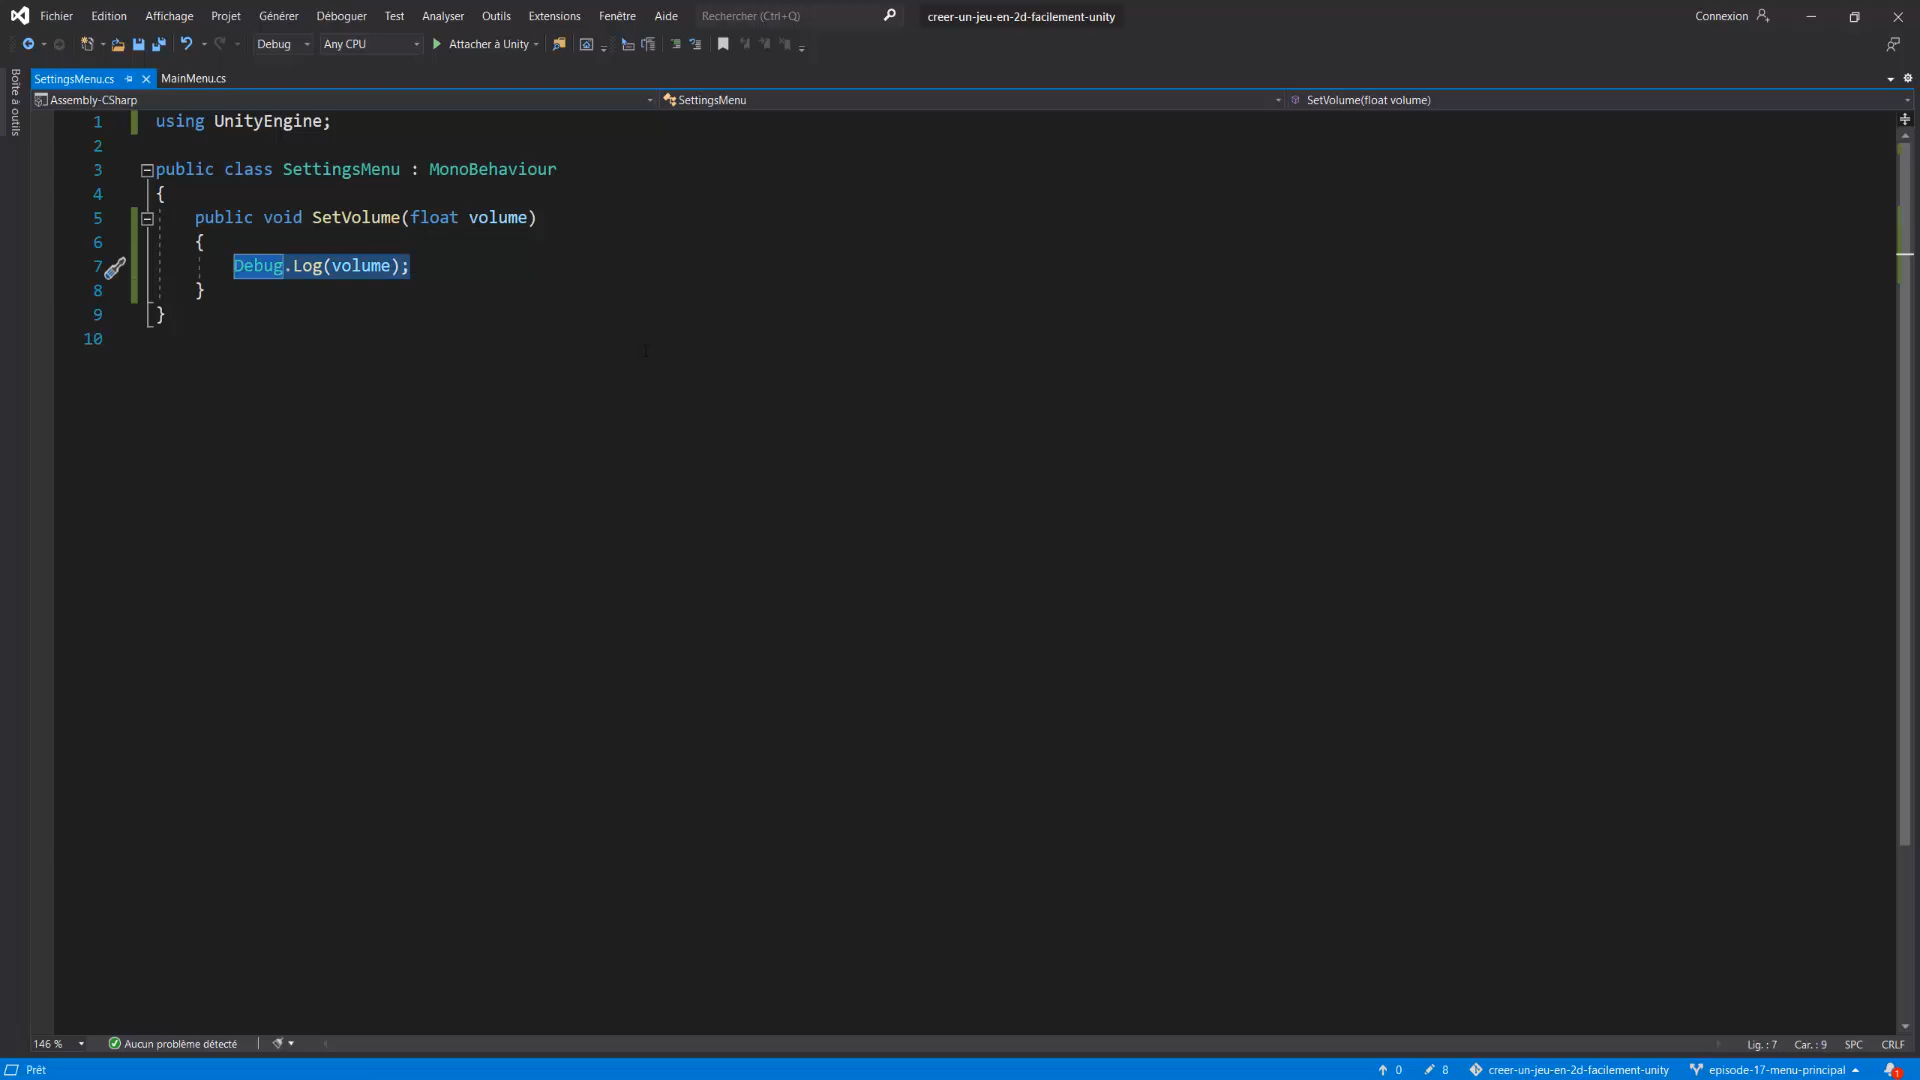 Fichier Edition Affichage Projet Générer Déboguer Test Analyser Outils Extensions Fenêtre Aide Rechercher (Ctrl+Q) creer-un-jeu-en-2d-facilement-unity Connexion
Debug Any CPU Attacher à Unity
Boîte à outils
SettingsMenu.cs MainMenu.cs
Assembly-CSharp SettingsMenu SetVolume(float volume)
1 using UnityEngine;
2
3 public class SettingsMenu : MonoBehaviour
4 {
5 public void SetVolume(float volume)
6 {
7 Debug.Log(volume);
8 }
9 }
10
146 % Aucun problème détecté Lig. : 7 Car. : 9 SPC CRLF
Prêt 0 8 creer-un-jeu-en-2d-facilement-unity episode-17-menu-principal 1